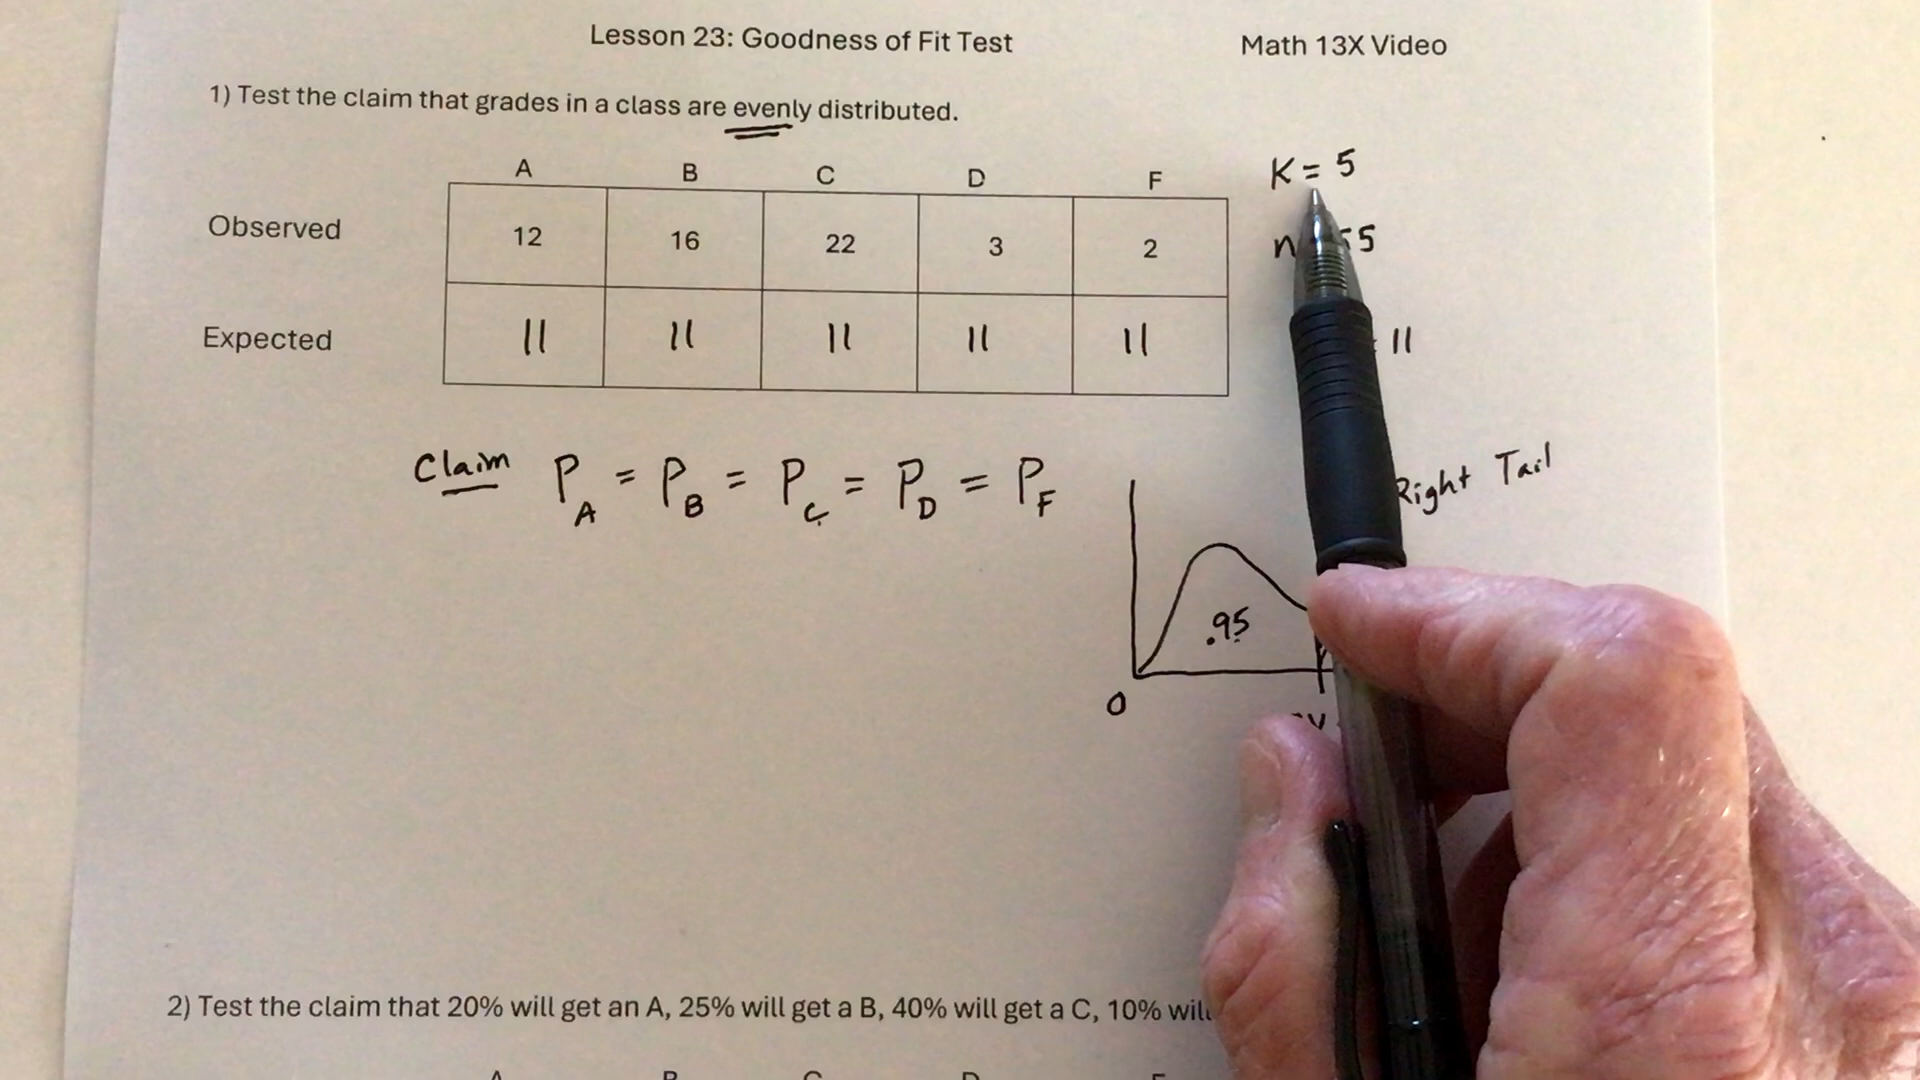 Lesson 23: Goodness of Fit Test Math 13X Video
1) Test the claim that grades in a class are evenly distributed.
A B C D F K = 5
Observed 12 16 22 3 2 n 55
Expected 11 11 11 11 11 11
Claim P_A = P_B = P_C = P_D = P_F
Right Tail
.95
0
2) Test the claim that 20% will get an A, 25% will get a B, 40% will get a C, 10% will